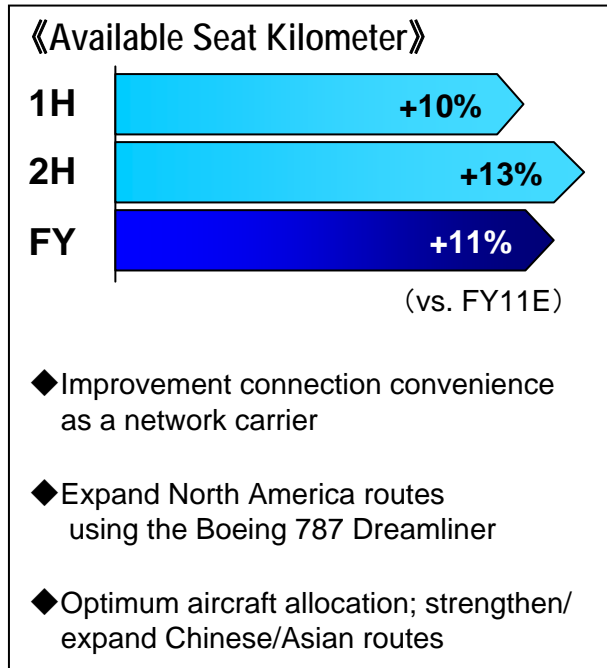 《Available Seat Kilometer》
1H +10%
2H +13%
FY +11%
（vs. FY11E）
◆Improvement connection convenience
as a network carrier
◆Expand North America routes
using the Boeing 787 Dreamliner
◆Optimum aircraft allocation; strengthen/
expand Chinese/Asian routes